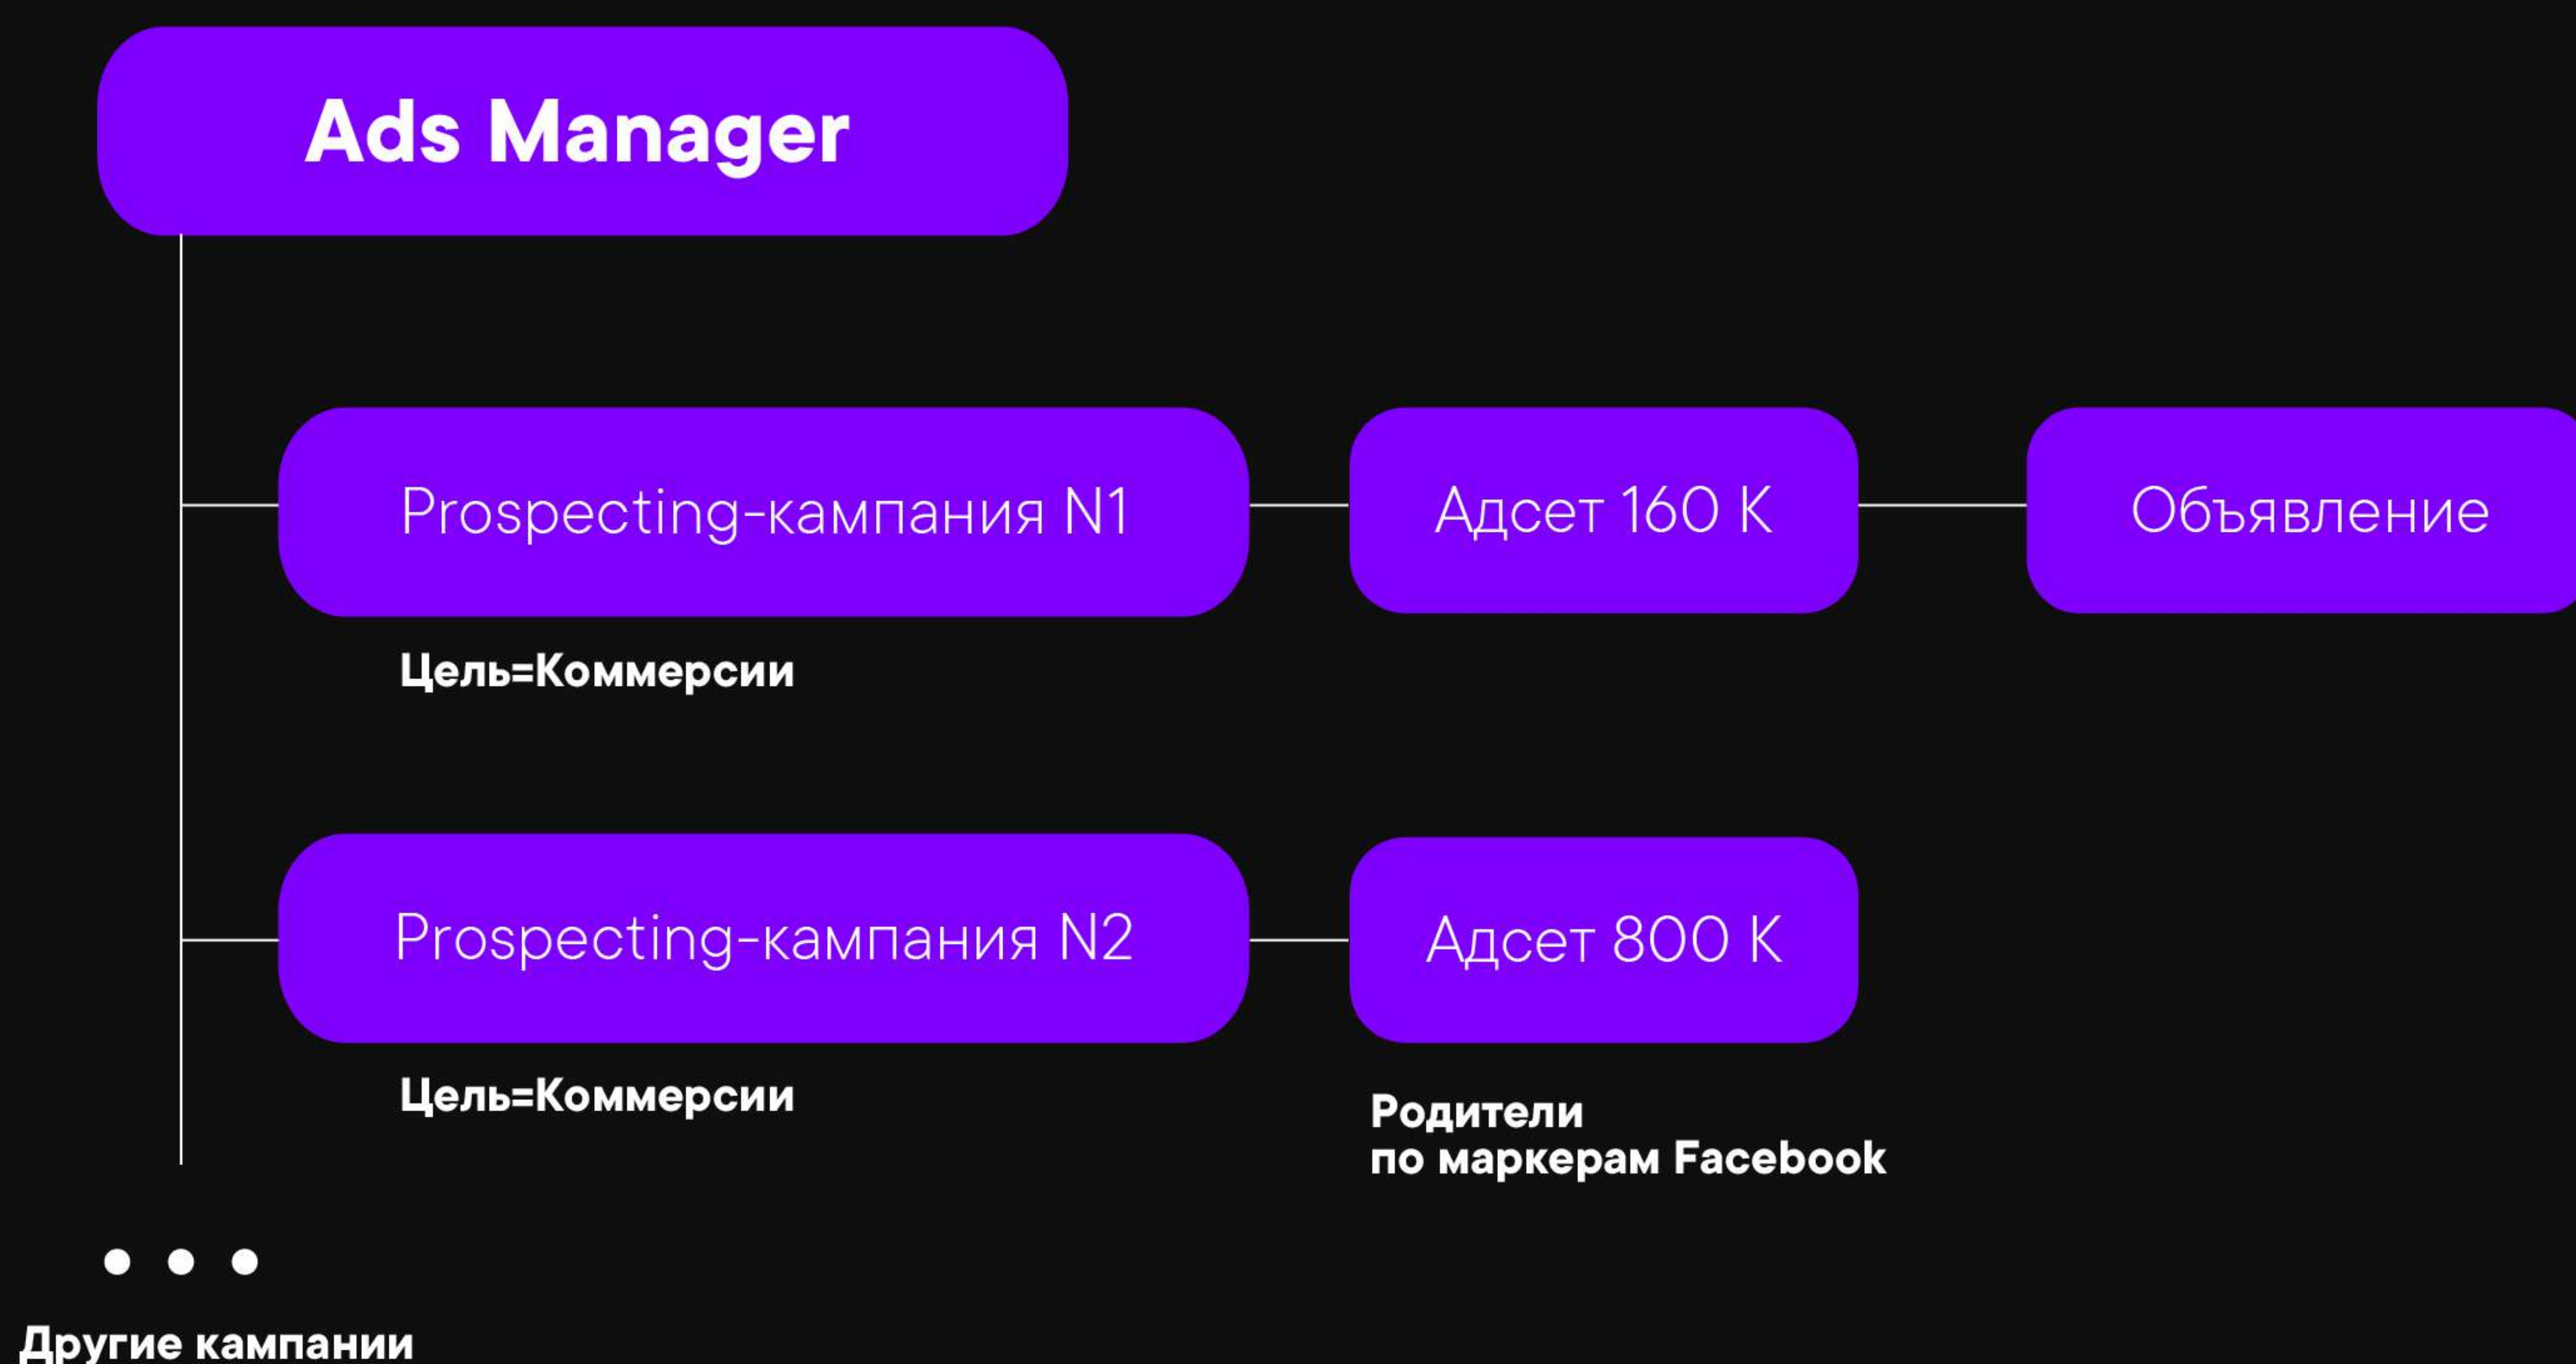 Ads Manager
Prospecting-кампания N1
Адсет 160 К
Объявление
Цель=Коммерсии
Prospecting-кампания N2
Адсет 800 К
Цель=Коммерсии
Родители
по маркерам Facebook
Другие кампании